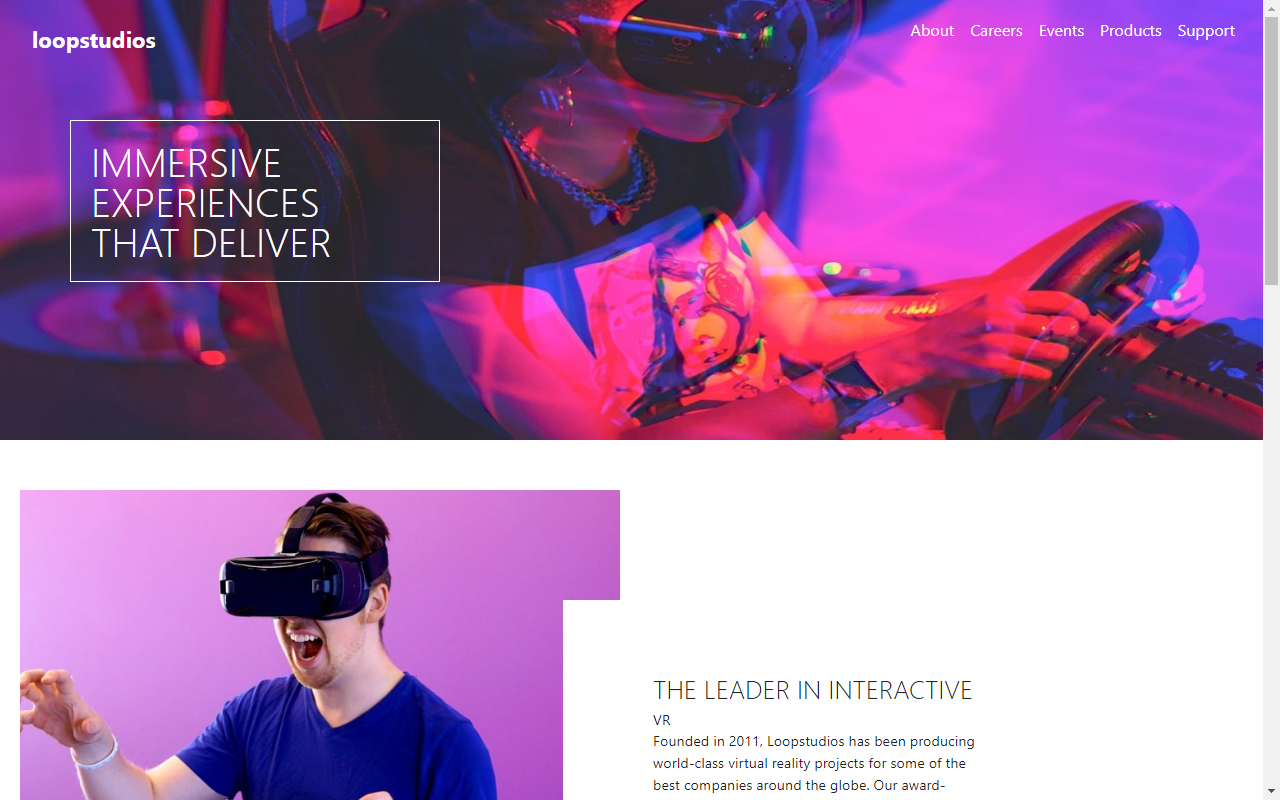 loopstudios
About Careers Events Products Support
IMMERSIVE
EXPERIENCES
THAT DELIVER
THE LEADER IN INTERACTIVE
VR
Founded in 2011, Loopstudios has been producing
world-class virtual reality projects for some of the
best companies around the globe. Our award-